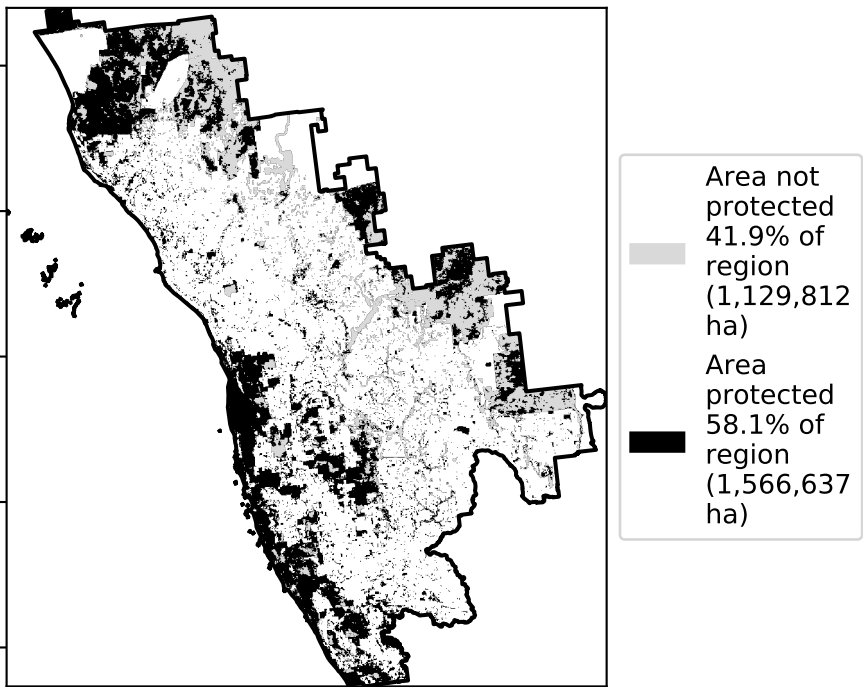 Area not
protected
41.9% of
region
(1,129,812
ha)
Area
protected
58.1% of
region
(1,566,637
ha)